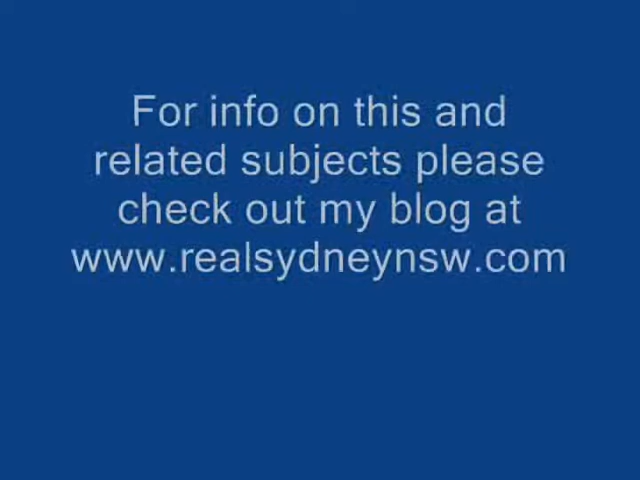 For info on this and
related subjects please
check out my blog at
www.realsydneynsw.com